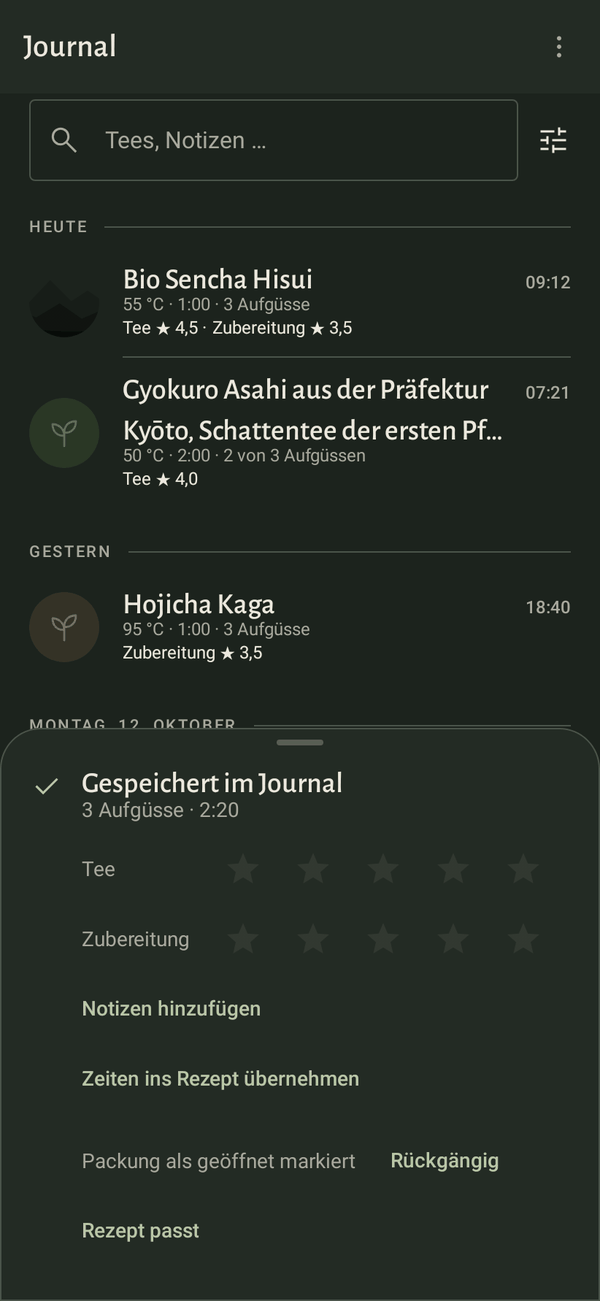 Journal
Tees, Notizen …
HEUTE
Bio Sencha Hisui
09:12
55 °C · 1:00 · 3 Aufgüsse
Tee ★ 4,5 · Zubereitung ★ 3,5
Gyokuro Asahi aus der Präfektur
07:21
Kyōto, Schattentee der ersten Pf…
50 °C · 2:00 · 2 von 3 Aufgüssen
Tee ★ 4,0
GESTERN
Hojicha Kaga
18:40
95 °C · 1:00 · 3 Aufgüsse
Zubereitung ★ 3,5
MONTAG, 12. OKTOBER
Gespeichert im Journal
3 Aufgüsse · 2:20
Tee
Zubereitung
Notizen hinzufügen
Zeiten ins Rezept übernehmen
Packung als geöffnet markiert
Rückgängig
Rezept passt